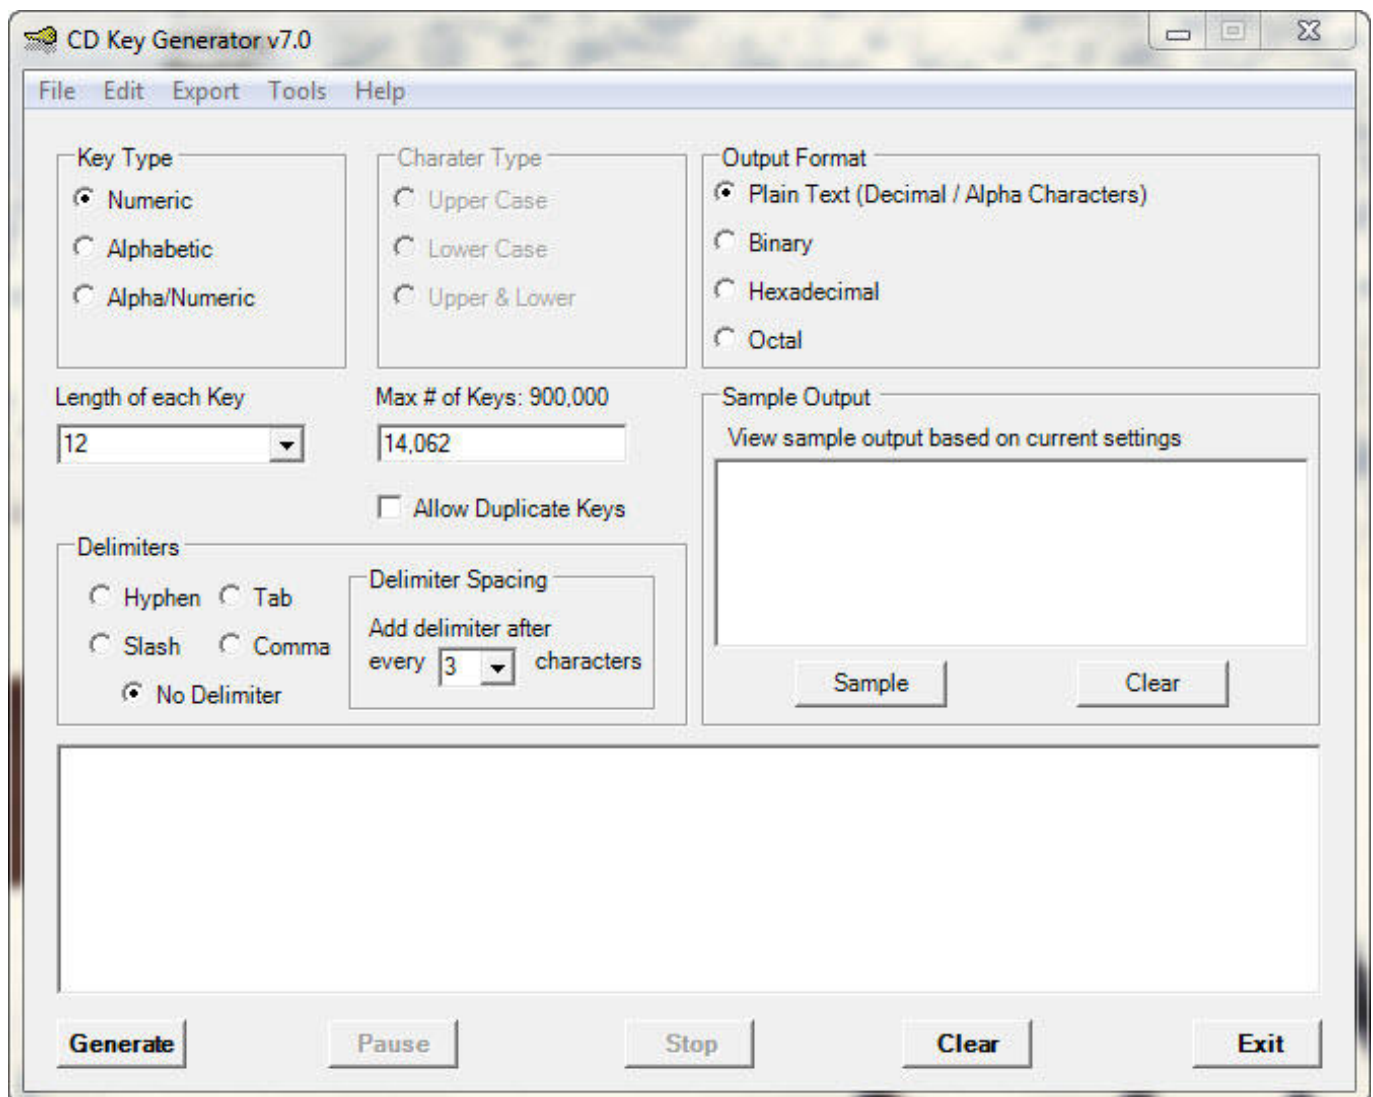 CD Key Generator v7.0
File Edit Export Tools Help
Key Type
Numeric
Alphabetic
Alpha/Numeric
Charater Type
Upper Case
Lower Case
Upper & Lower
Output Format
Plain Text (Decimal / Alpha Characters)
Binary
Hexadecimal
Octal
Length of each Key
12
Max # of Keys: 900,000
14,062
Allow Duplicate Keys
Sample Output
View sample output based on current settings
Sample Clear
Delimiters
Hyphen Tab
Slash Comma
No Delimiter
Delimiter Spacing
Add delimiter after
every 3 characters
Generate Pause Stop Clear Exit